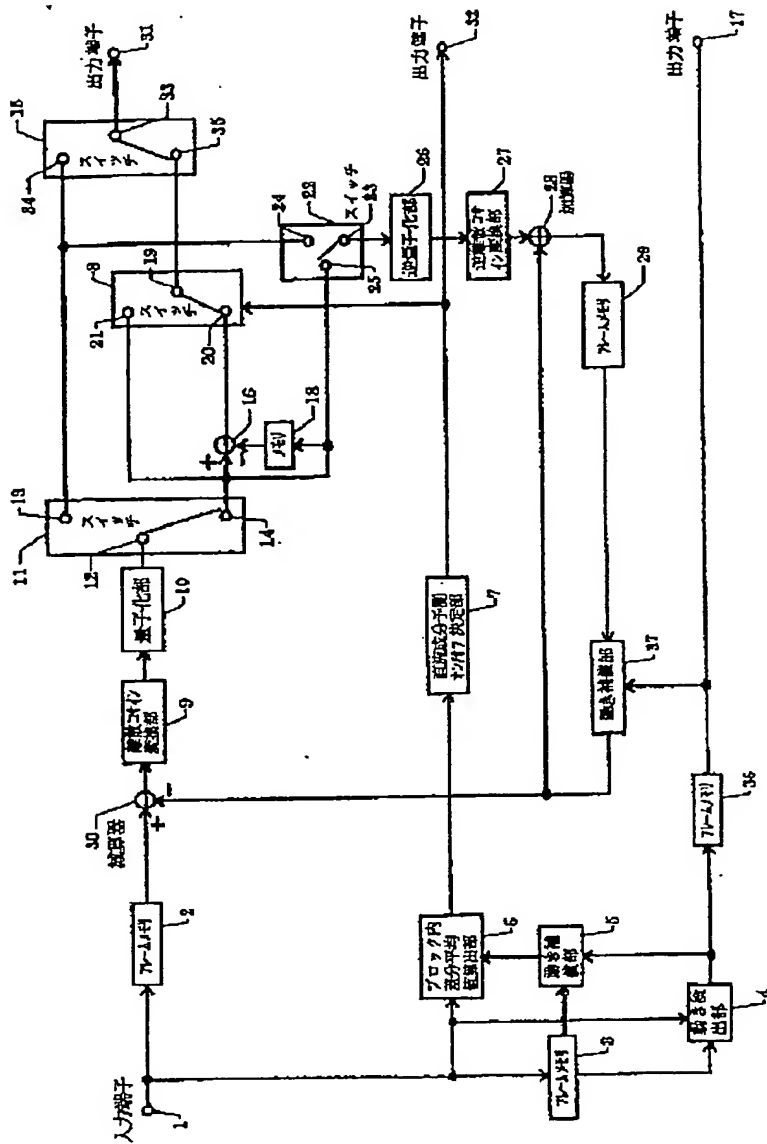 入力端子
1
フレームメモリ
2
30
減算器
+
-
離散コサイン
変換部
9
量子化部
10
11
12
13
スイッチ
14
+
-
16
メモリ
18
8
21
スイッチ
19
20
34
スイッチ
15
33
35
出力端子
31
24
22
スイッチ
23
25
逆量子化部
26
逆離散コサ
イン変換部
27
28
加算器
フレームメモリ
29
出力端子
32
直流成分予測
オン/オフ決定部
7
ブロック内
差分平均
値算出部
6
動き補
償部
5
フレームメモリ
3
動き検
出部
4
フレームメモリ
36
動き補償部
37
出力端子
17